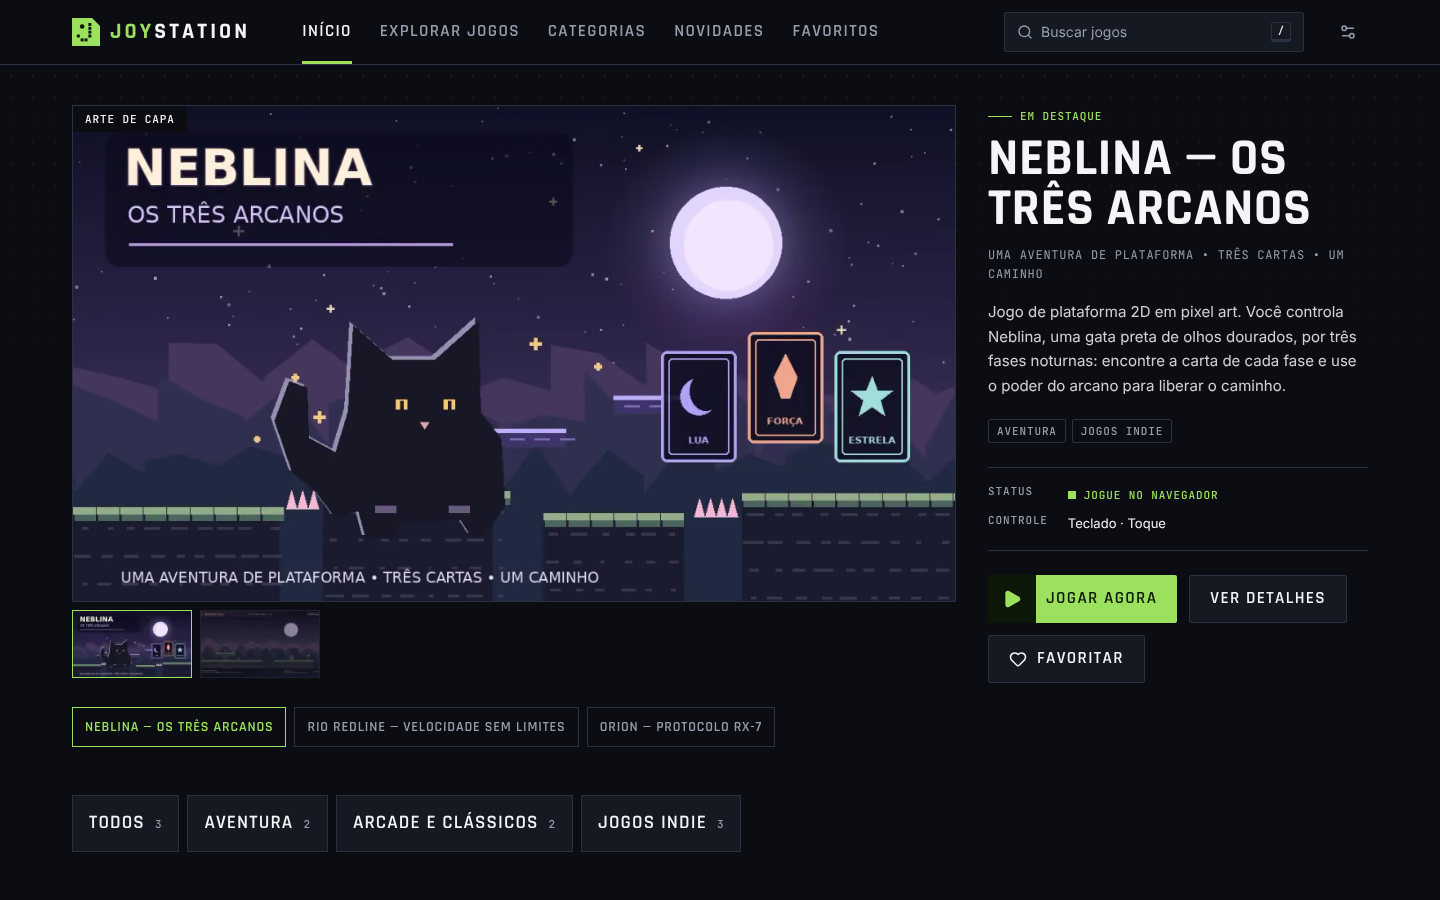 JOYSTATION
INÍCIO
EXPLORAR JOGOS
CATEGORIAS
NOVIDADES
FAVORITOS
Buscar jogos
/
ARTE DE CAPA
NEBLINA
OS TRÊS ARCANOS
LUA
FORÇA
ESTRELA
UMA AVENTURA DE PLATAFORMA • TRÊS CARTAS • UM CAMINHO
EM DESTAQUE
NEBLINA — OS
TRÊS ARCANOS
UMA AVENTURA DE PLATAFORMA • TRÊS CARTAS • UM
CAMINHO
Jogo de plataforma 2D em pixel art. Você controla
Neblina, uma gata preta de olhos dourados, por três
fases noturnas: encontre a carta de cada fase e use
o poder do arcano para liberar o caminho.
AVENTURA
JOGOS INDIE
STATUS
JOGUE NO NAVEGADOR
CONTROLE
Teclado · Toque
JOGAR AGORA
VER DETALHES
FAVORITAR
NEBLINA
NEBLINA — OS TRÊS ARCANOS
RIO REDLINE — VELOCIDADE SEM LIMITES
ORION — PROTOCOLO RX-7
TODOS 3
AVENTURA 2
ARCADE E CLÁSSICOS 2
JOGOS INDIE 3